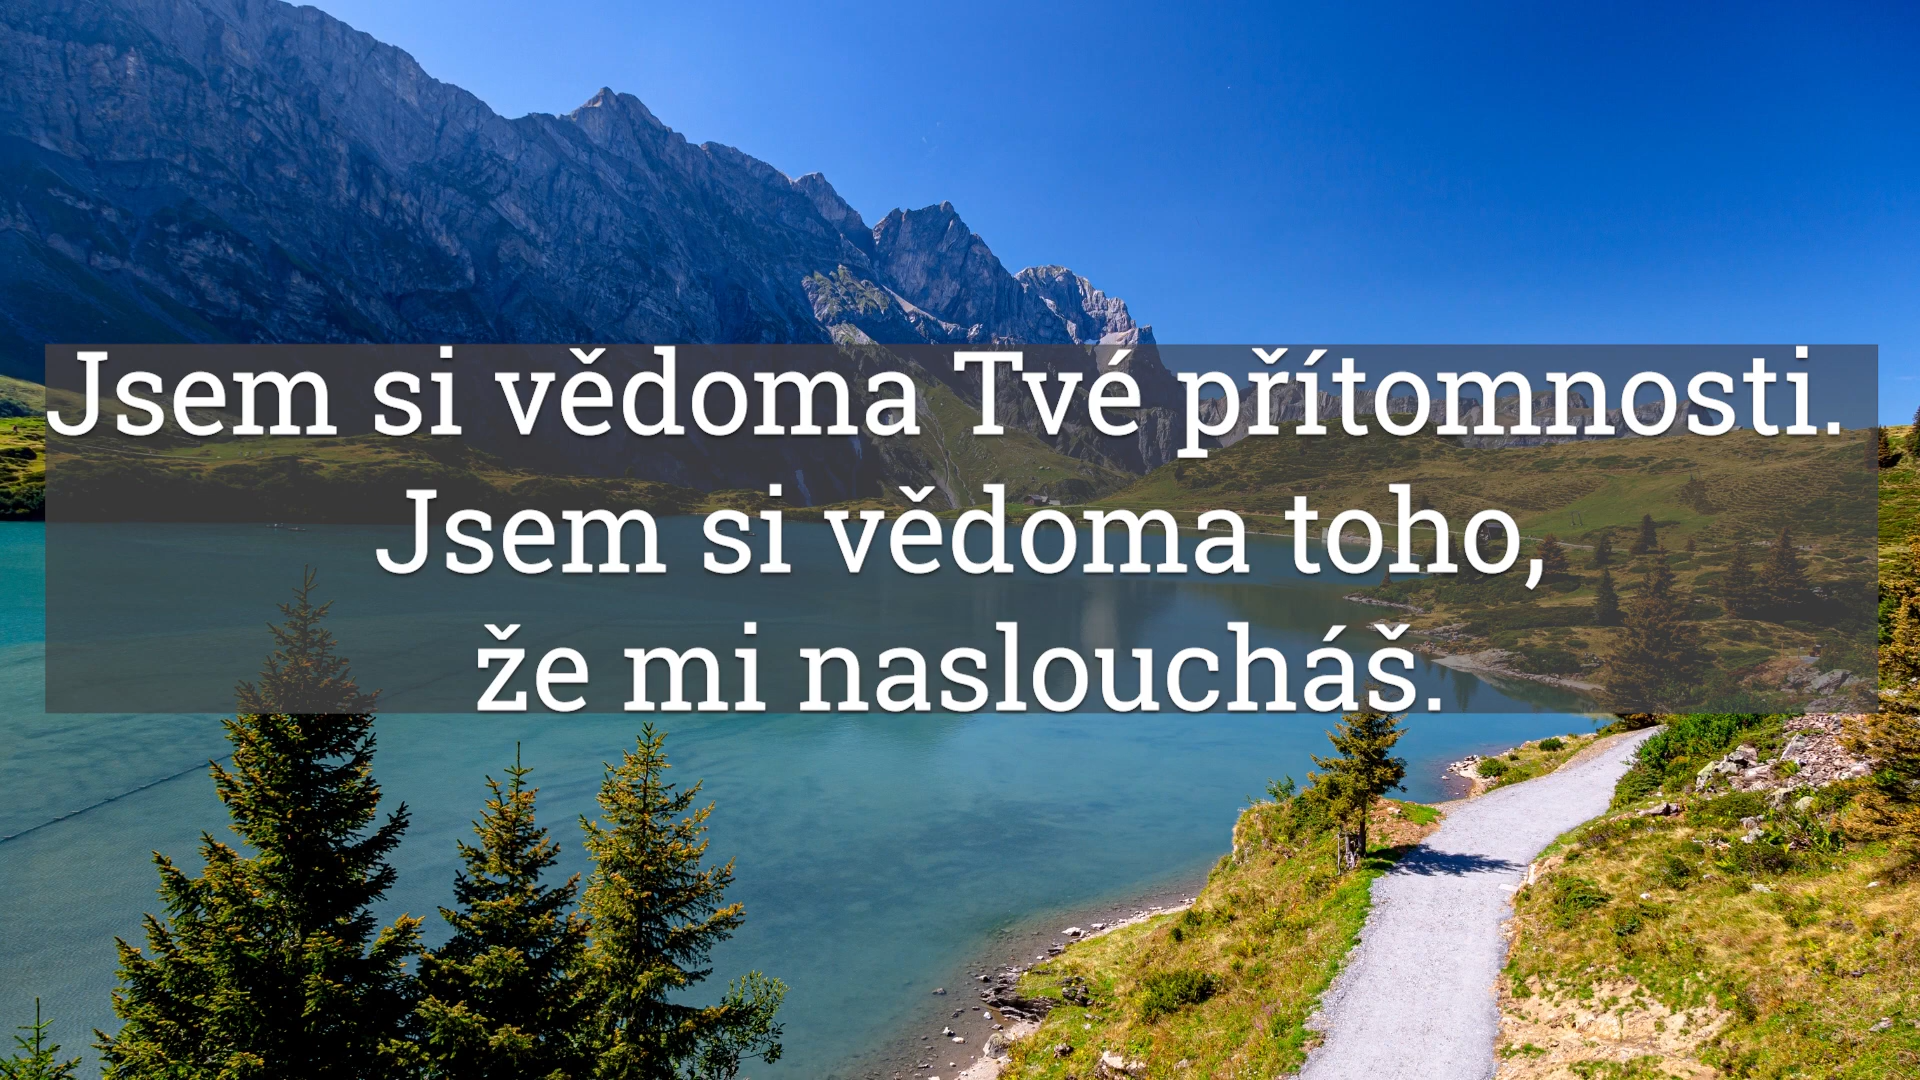 Jsem si vědoma Tvé přítomnosti.
Jsem si vědoma toho,
že mi nasloucháš.